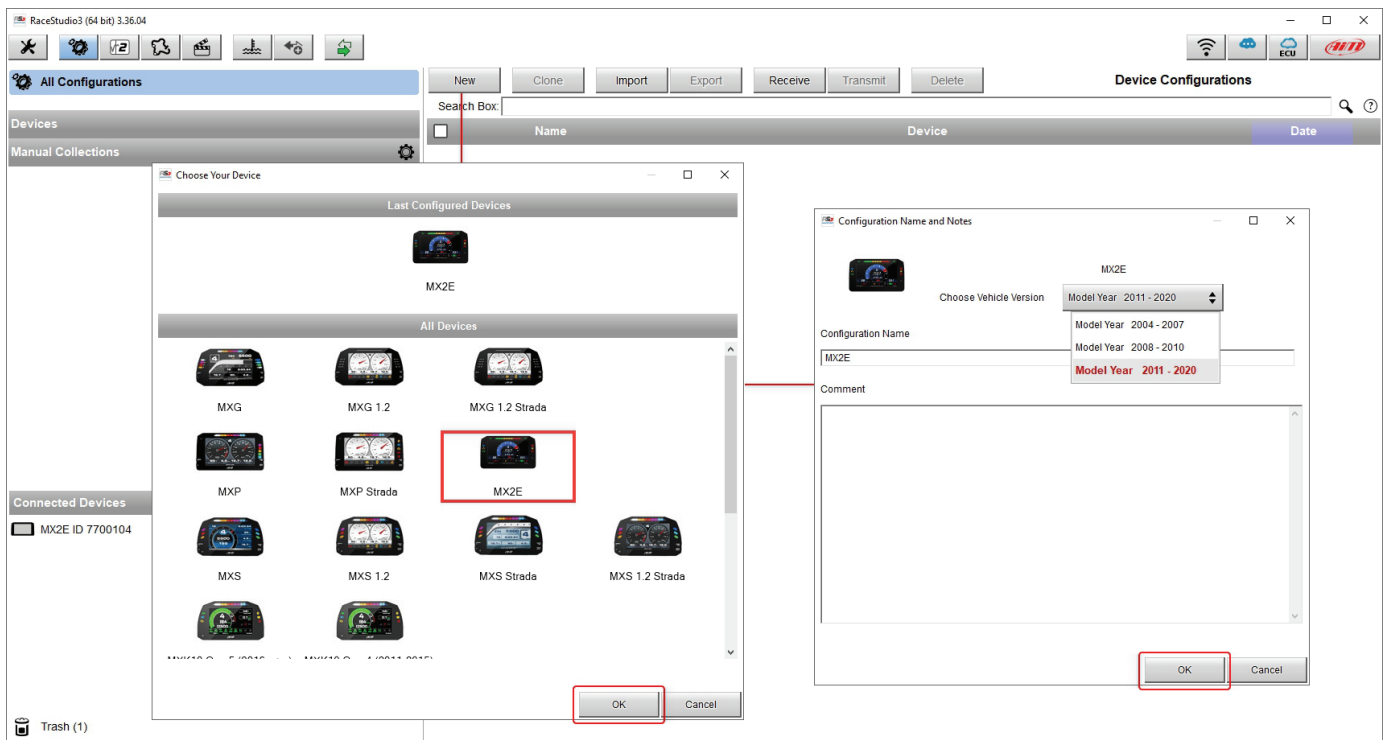 RaceStudio3 (64 bit) 3.36.04
ECU
AiM
All Configurations
New Clone Import Export Receive Transmit Delete Device Configurations
Search Box:
Devices
Name Device Date
Manual Collections
Choose Your Device
Last Configured Devices
MX2E
All Devices
MXG MXG 1.2 MXG 1.2 Strada
MXP MXP Strada MX2E
MXS MXS 1.2 MXS Strada MXS 1.2 Strada
OK Cancel
Configuration Name and Notes
MX2E
Choose Vehicle Version Model Year 2011 - 2020
Model Year 2004 - 2007
Model Year 2008 - 2010
Model Year 2011 - 2020
Configuration Name
MX2E
Comment
OK Cancel
Connected Devices
MX2E ID 7700104
Trash (1)